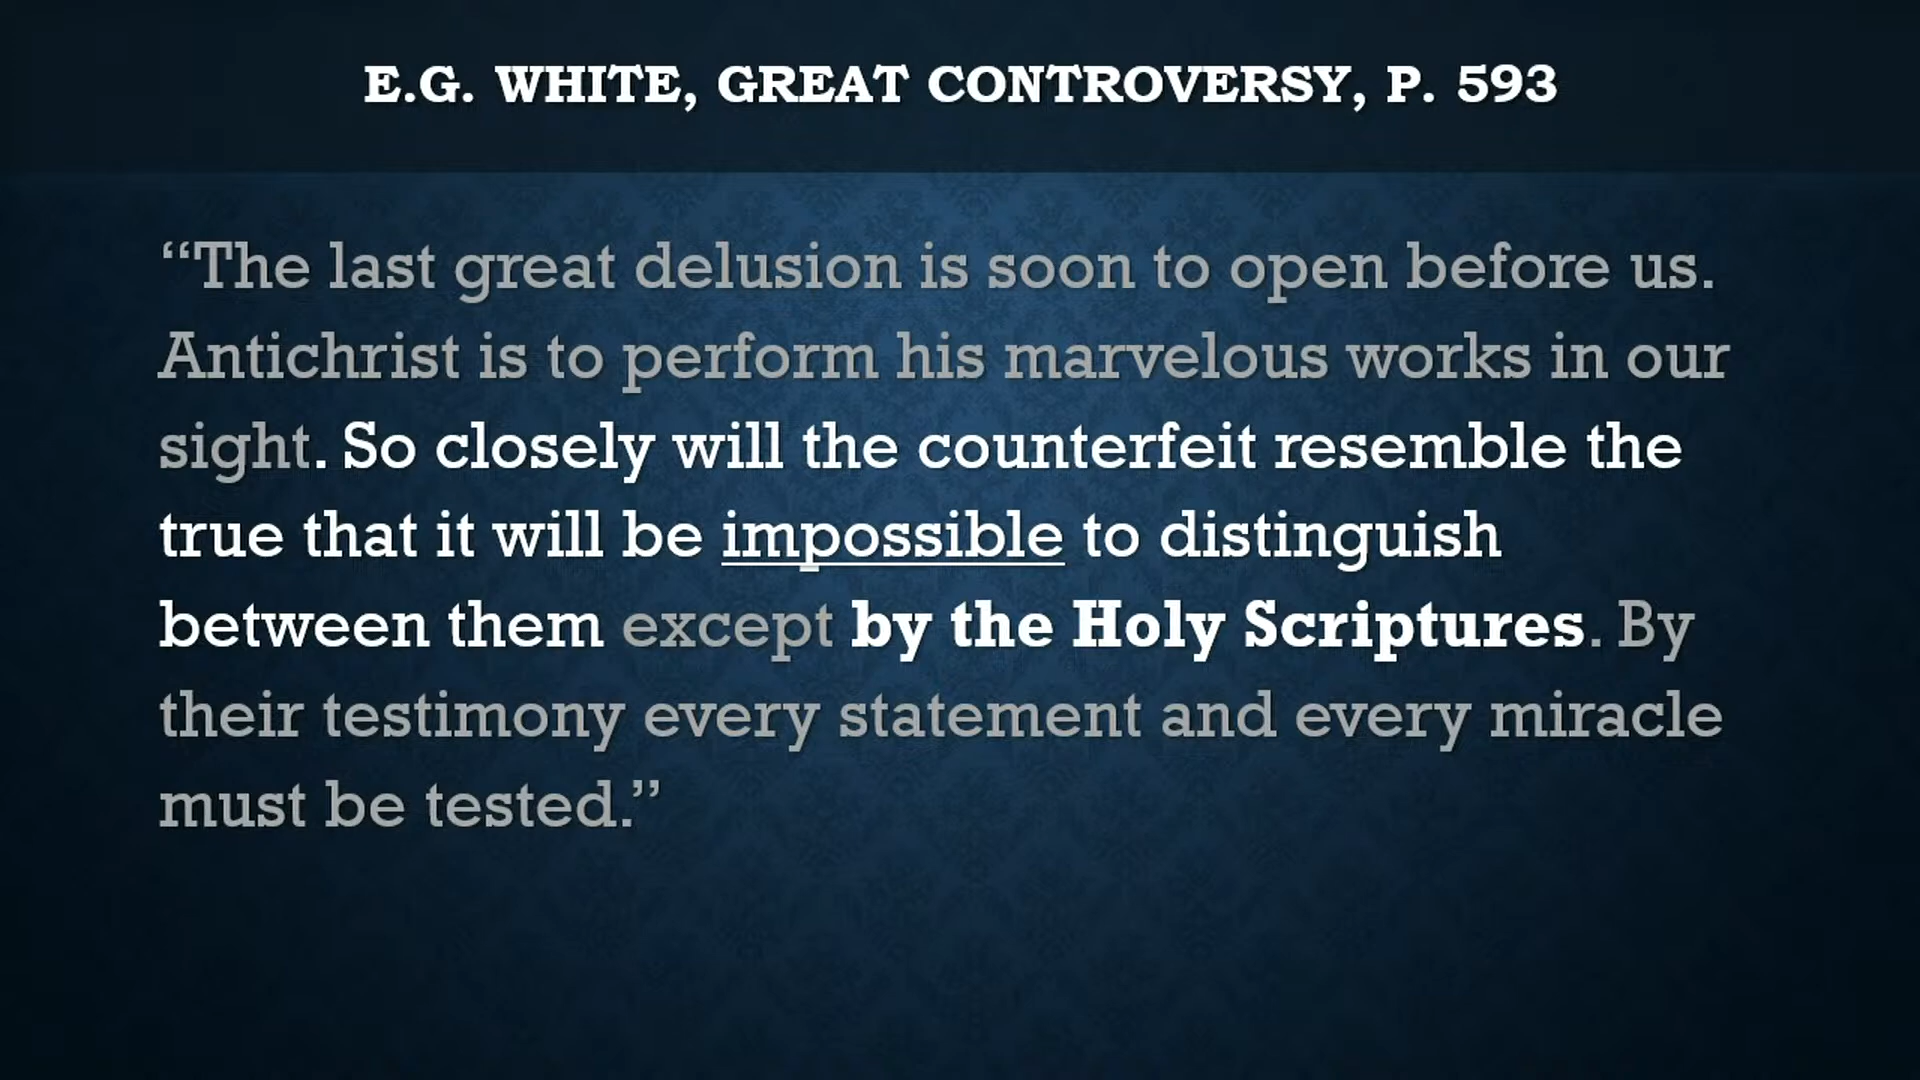 E.G. WHITE, GREAT CONTROVERSY, P. 593
“The last great delusion is soon to open before us.
Antichrist is to perform his marvelous works in our
sight. So closely will the counterfeit resemble the
true that it will be impossible to distinguish
between them except by the Holy Scriptures. By
their testimony every statement and every miracle
must be tested.”